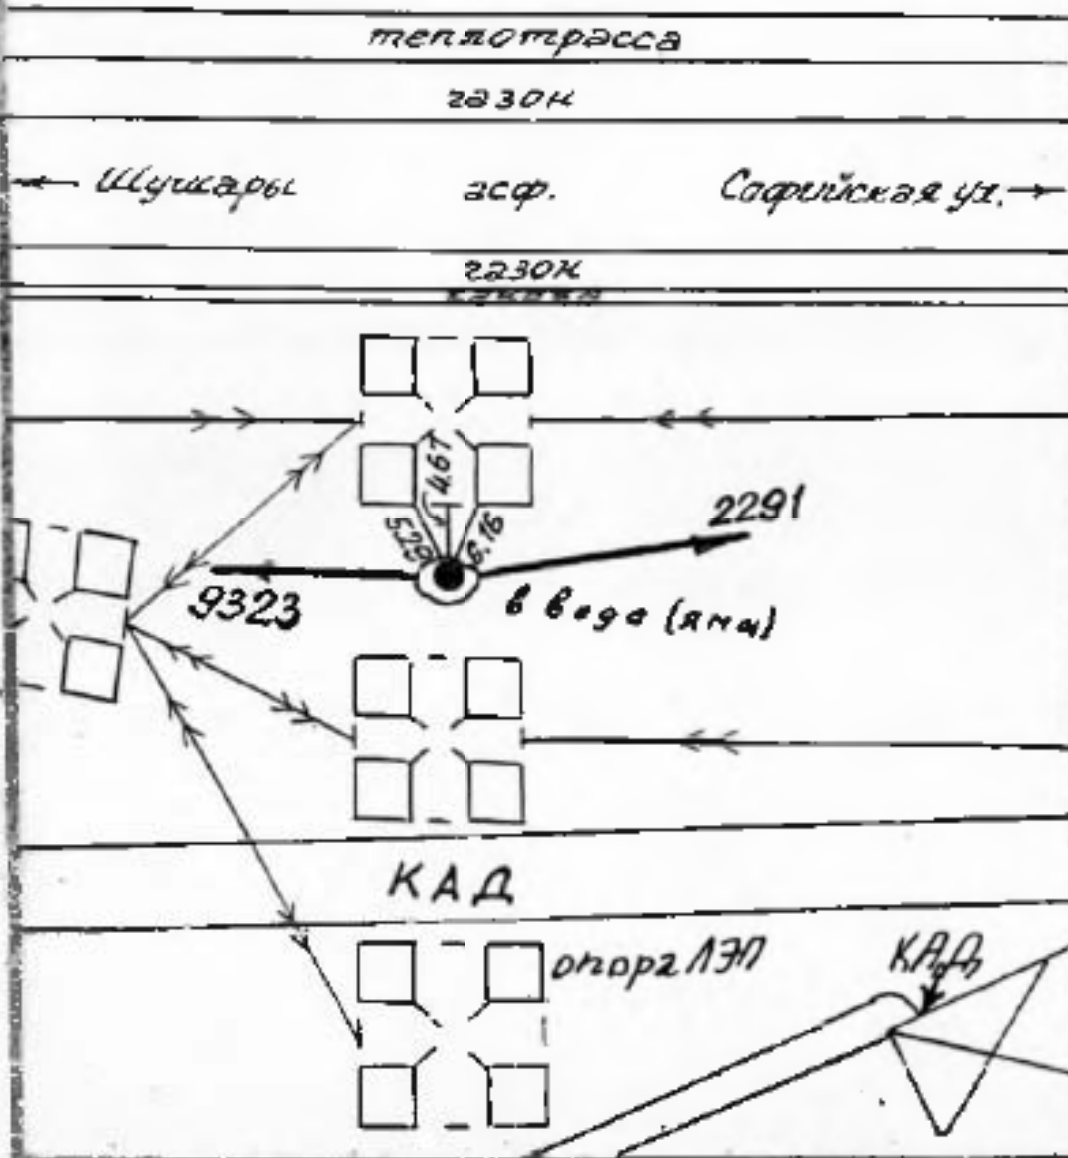 теплотрасса
газон
Шушары асф. Софийская ул.
газон
канава
4.67
5.29 6.16
2291
9323
в вода (яма)
КАД
опора ЛЭП
КАД